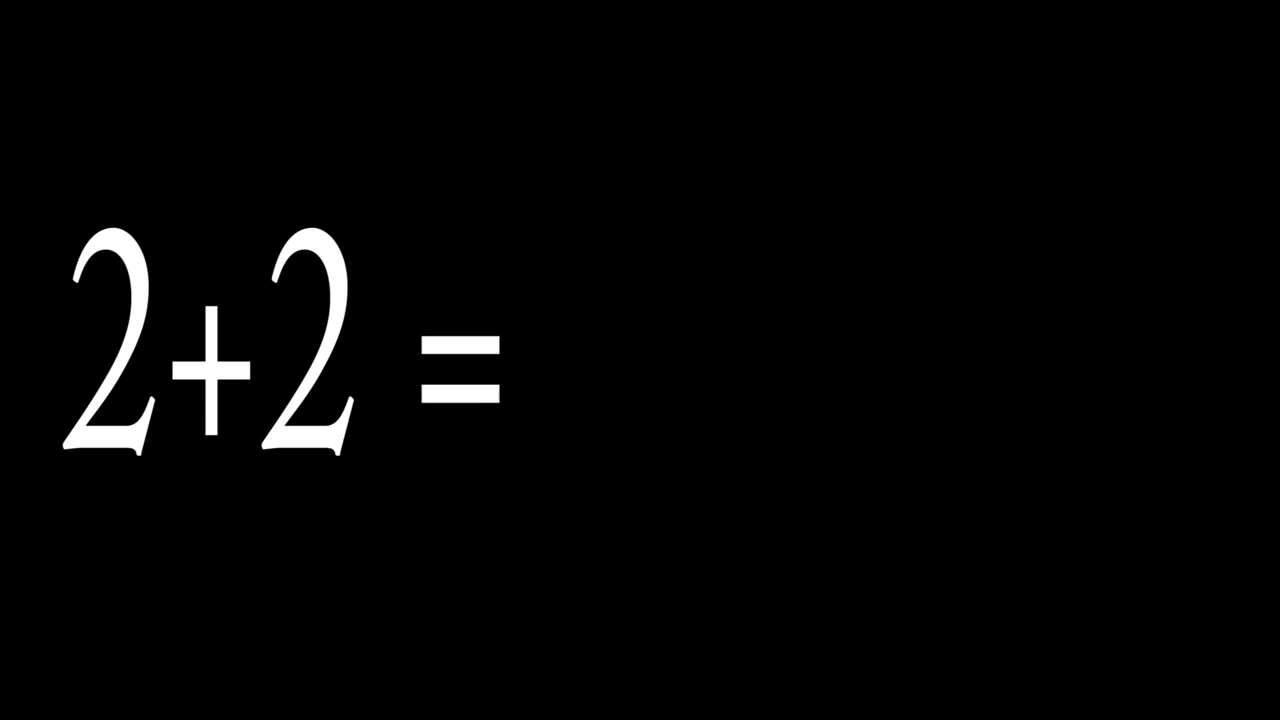 2+2 =